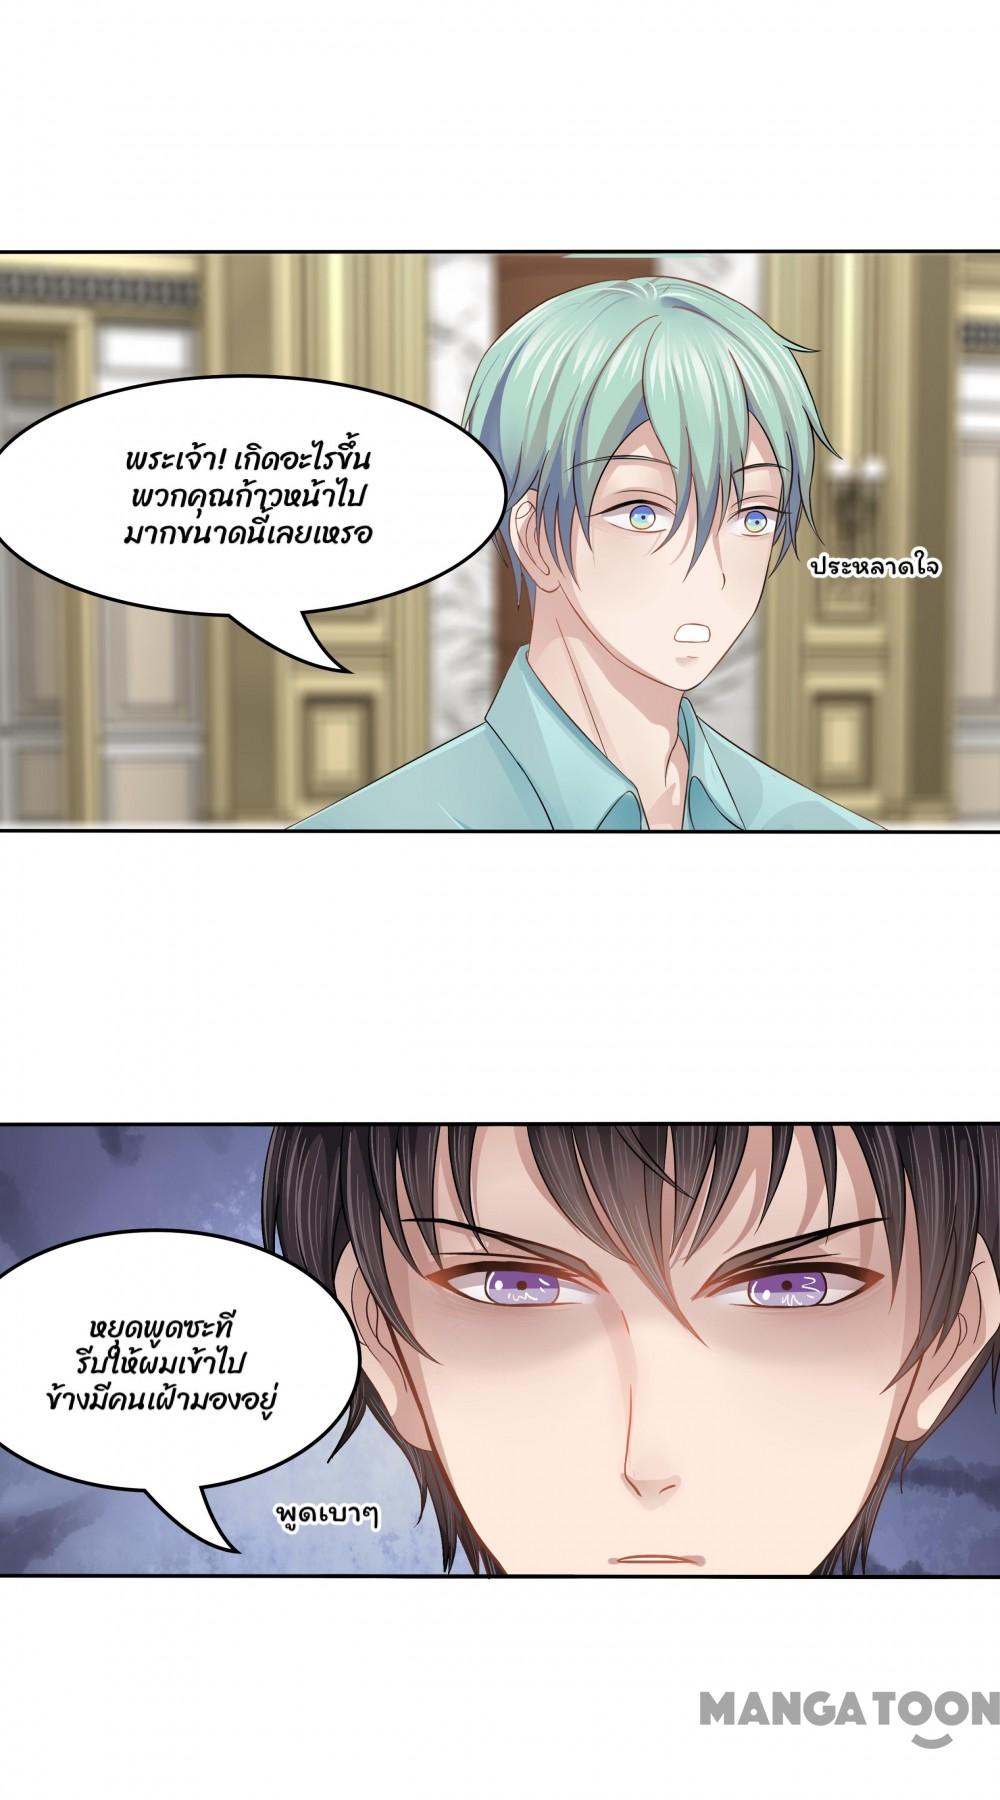 พระเจ้า! เกิดอะไรขึ้น
พวกคุณก้าวหน้าไป
มากขนาดนี้เลยเหรอ
ประหลาดใจ
หยุดพูดซะที
รีบให้ผมเข้าไป
ข้างมีคนเฝ้ามองอยู่
พูดเบาๆ
MANGATOON